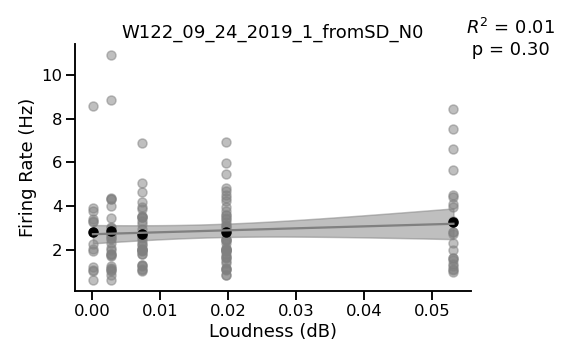 W122_09_24_2019_1_fromSD_N0
R² = 0.01
p = 0.30
Firing Rate (Hz)
10
8
6
4
2
0.00 0.01 0.02 0.03 0.04 0.05
Loudness (dB)